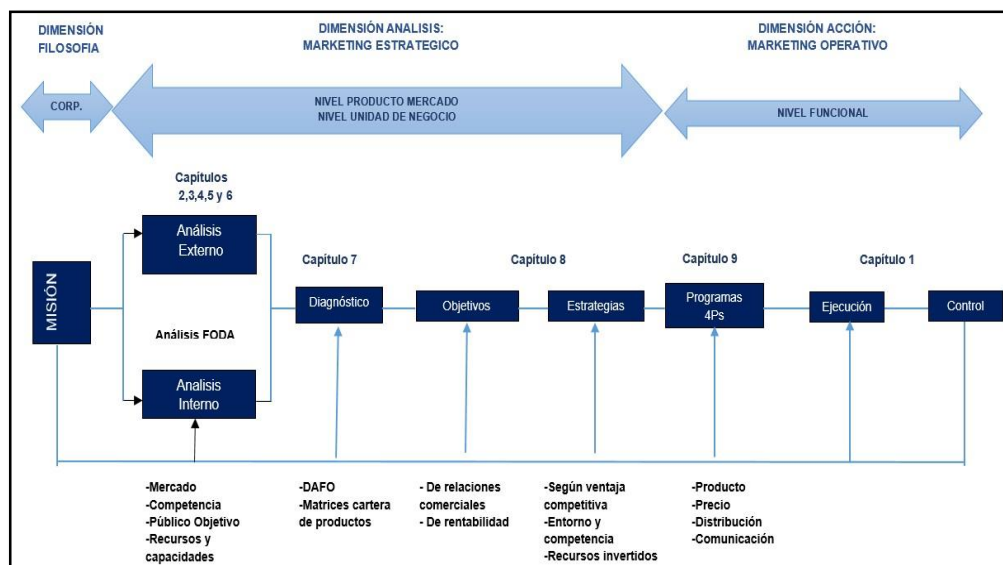 DIMENSIÓN
FILOSOFIA
DIMENSIÓN ANALISIS:
MARKETING ESTRATEGICO
DIMENSIÓN ACCIÓN:
MARKETING OPERATIVO
CORP.
NIVEL PRODUCTO MERCADO
NIVEL UNIDAD DE NEGOCIO
NIVEL FUNCIONAL
Capítulos
2,3,4,5 y 6
Análisis
Externo
Capítulo 7
Capítulo 8
Capítulo 9
Capítulo 1
MISIÓN
Diagnóstico
Objetivos
Estrategias
Programas
4Ps
Ejecución
Control
Análisis FODA
Analisis
Interno
-Mercado
-Competencia
-Público Objetivo
-Recursos y
capacidades
-DAFO
-Matrices cartera
de productos
- De relaciones
comerciales
- De rentabilidad
-Según ventaja
competitiva
-Entorno y
competencia
-Recursos invertidos
-Producto
-Precio
-Distribución
-Comunicación